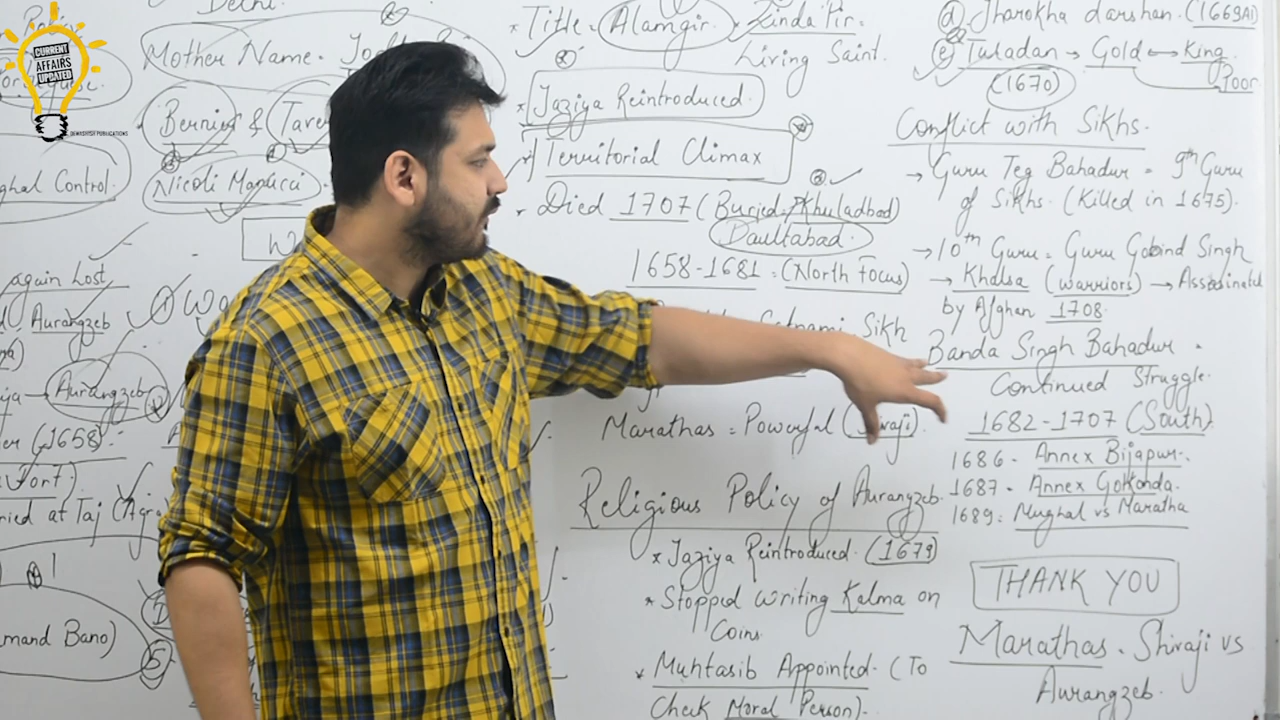 CURRENT
AFFAIRS
UPDATED
Delhi.
Policy
Mother Name = 
Bernier & Tave
Nicoli Manucci
ghal Control.
again Lost
Aurangzeb
Aurangzeb
(1658)
Fort)
ried at Taj (Agra
mand Bano)
5
* Title = Alamgir. Zinda Pir.
Living Saint.
* Jaziya Reintroduced.
* Territorial Climax
* Died 1707 (Buried Khuladbad)
Daultabad.
1658-1681 = (North Focus)
Satnami Sikh
Marathas = Powerful (Shivaji).
Religious Policy of Aurangzeb.
* Jaziya Reintroduced. (1679)
* Stopped writing Kalma on
Coins.
* Muhtasib Appointed. (To
Check Moral Person).
d) Jharokha darshan. (1669AD)
e) Tuladan → Gold ↔ King
(1670)
Poor.
Conflict with Sikhs.
→ Guru Teg Bahadur = 9th Guru
of Sikhs. (Killed in 1675).
→ 10th Guru = Guru Gobind Singh
→ Khalsa (warriors) → Assasinated
by Afghan 1708.
Banda Singh Bahadur =
Continued Struggle.
1682-1707 (South)
1686 - Annex Bijapur.
1687 - Annex Golkonda.
1689 = Mughal vs Maratha
THANK YOU
Marathas = Shivaji vs
Aurangzeb.